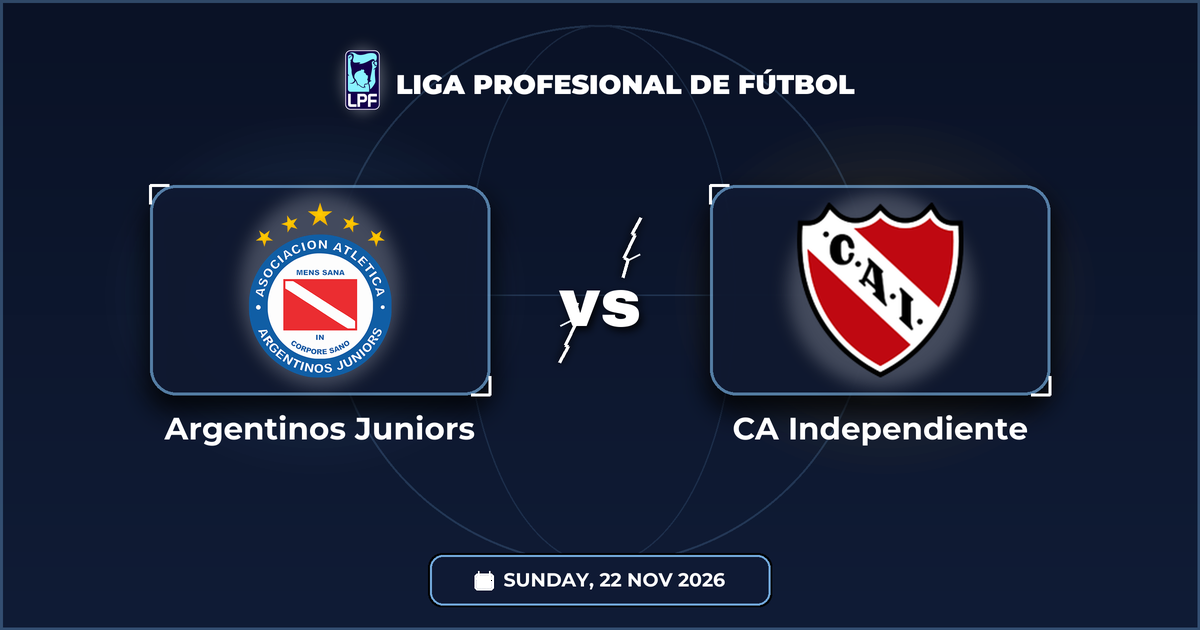 LPF
LIGA PROFESIONAL DE FÚTBOL
ASOCIACION ATLETICA
MENS SANA
IN
CORPORE SANO
ARGENTINOS JUNIORS
vs
C.A.I.
Argentinos Juniors
CA Independiente
SUNDAY, 22 NOV 2026